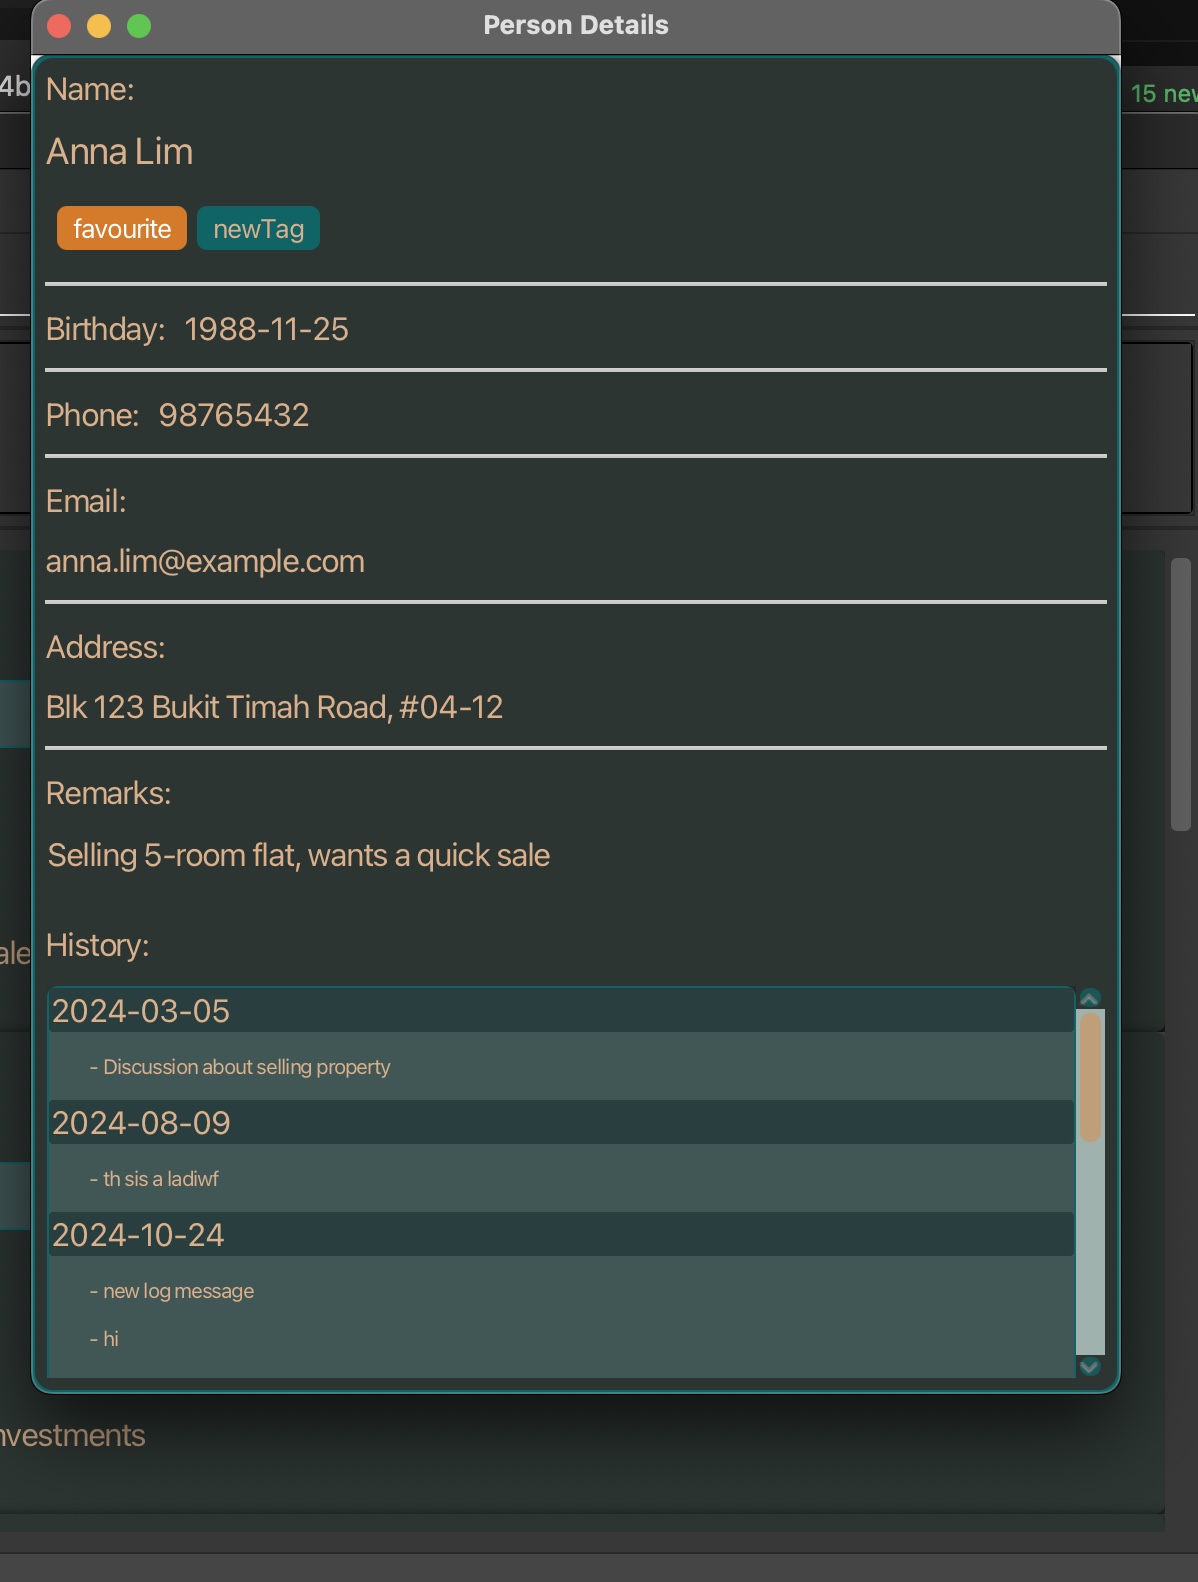 Person Details
4b
15 new
Name:
Anna Lim
favourite newTag
Birthday: 1988-11-25
Phone: 98765432
Email:
anna.lim@example.com
Address:
Blk 123 Bukit Timah Road, #04-12
Remarks:
Selling 5-room flat, wants a quick sale
ale
History:
2024-03-05
- Discussion about selling property
2024-08-09
- th sis a ladiwf
2024-10-24
- new log message
- hi
nvestments